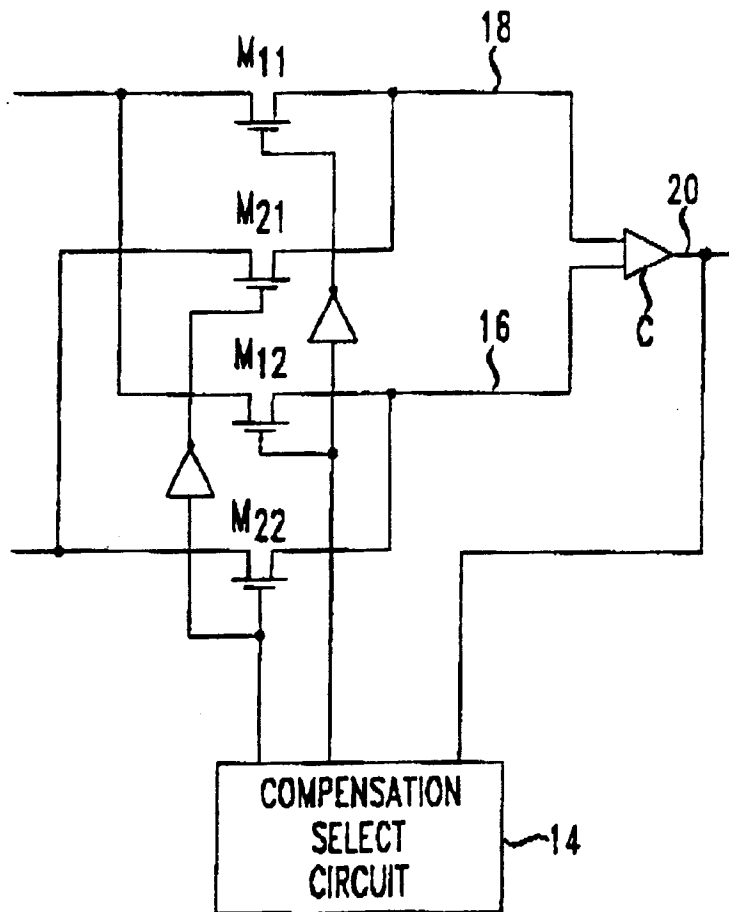 M11
18
M21
20
C
M12
16
M22
COMPENSATION
SELECT
CIRCUIT
14